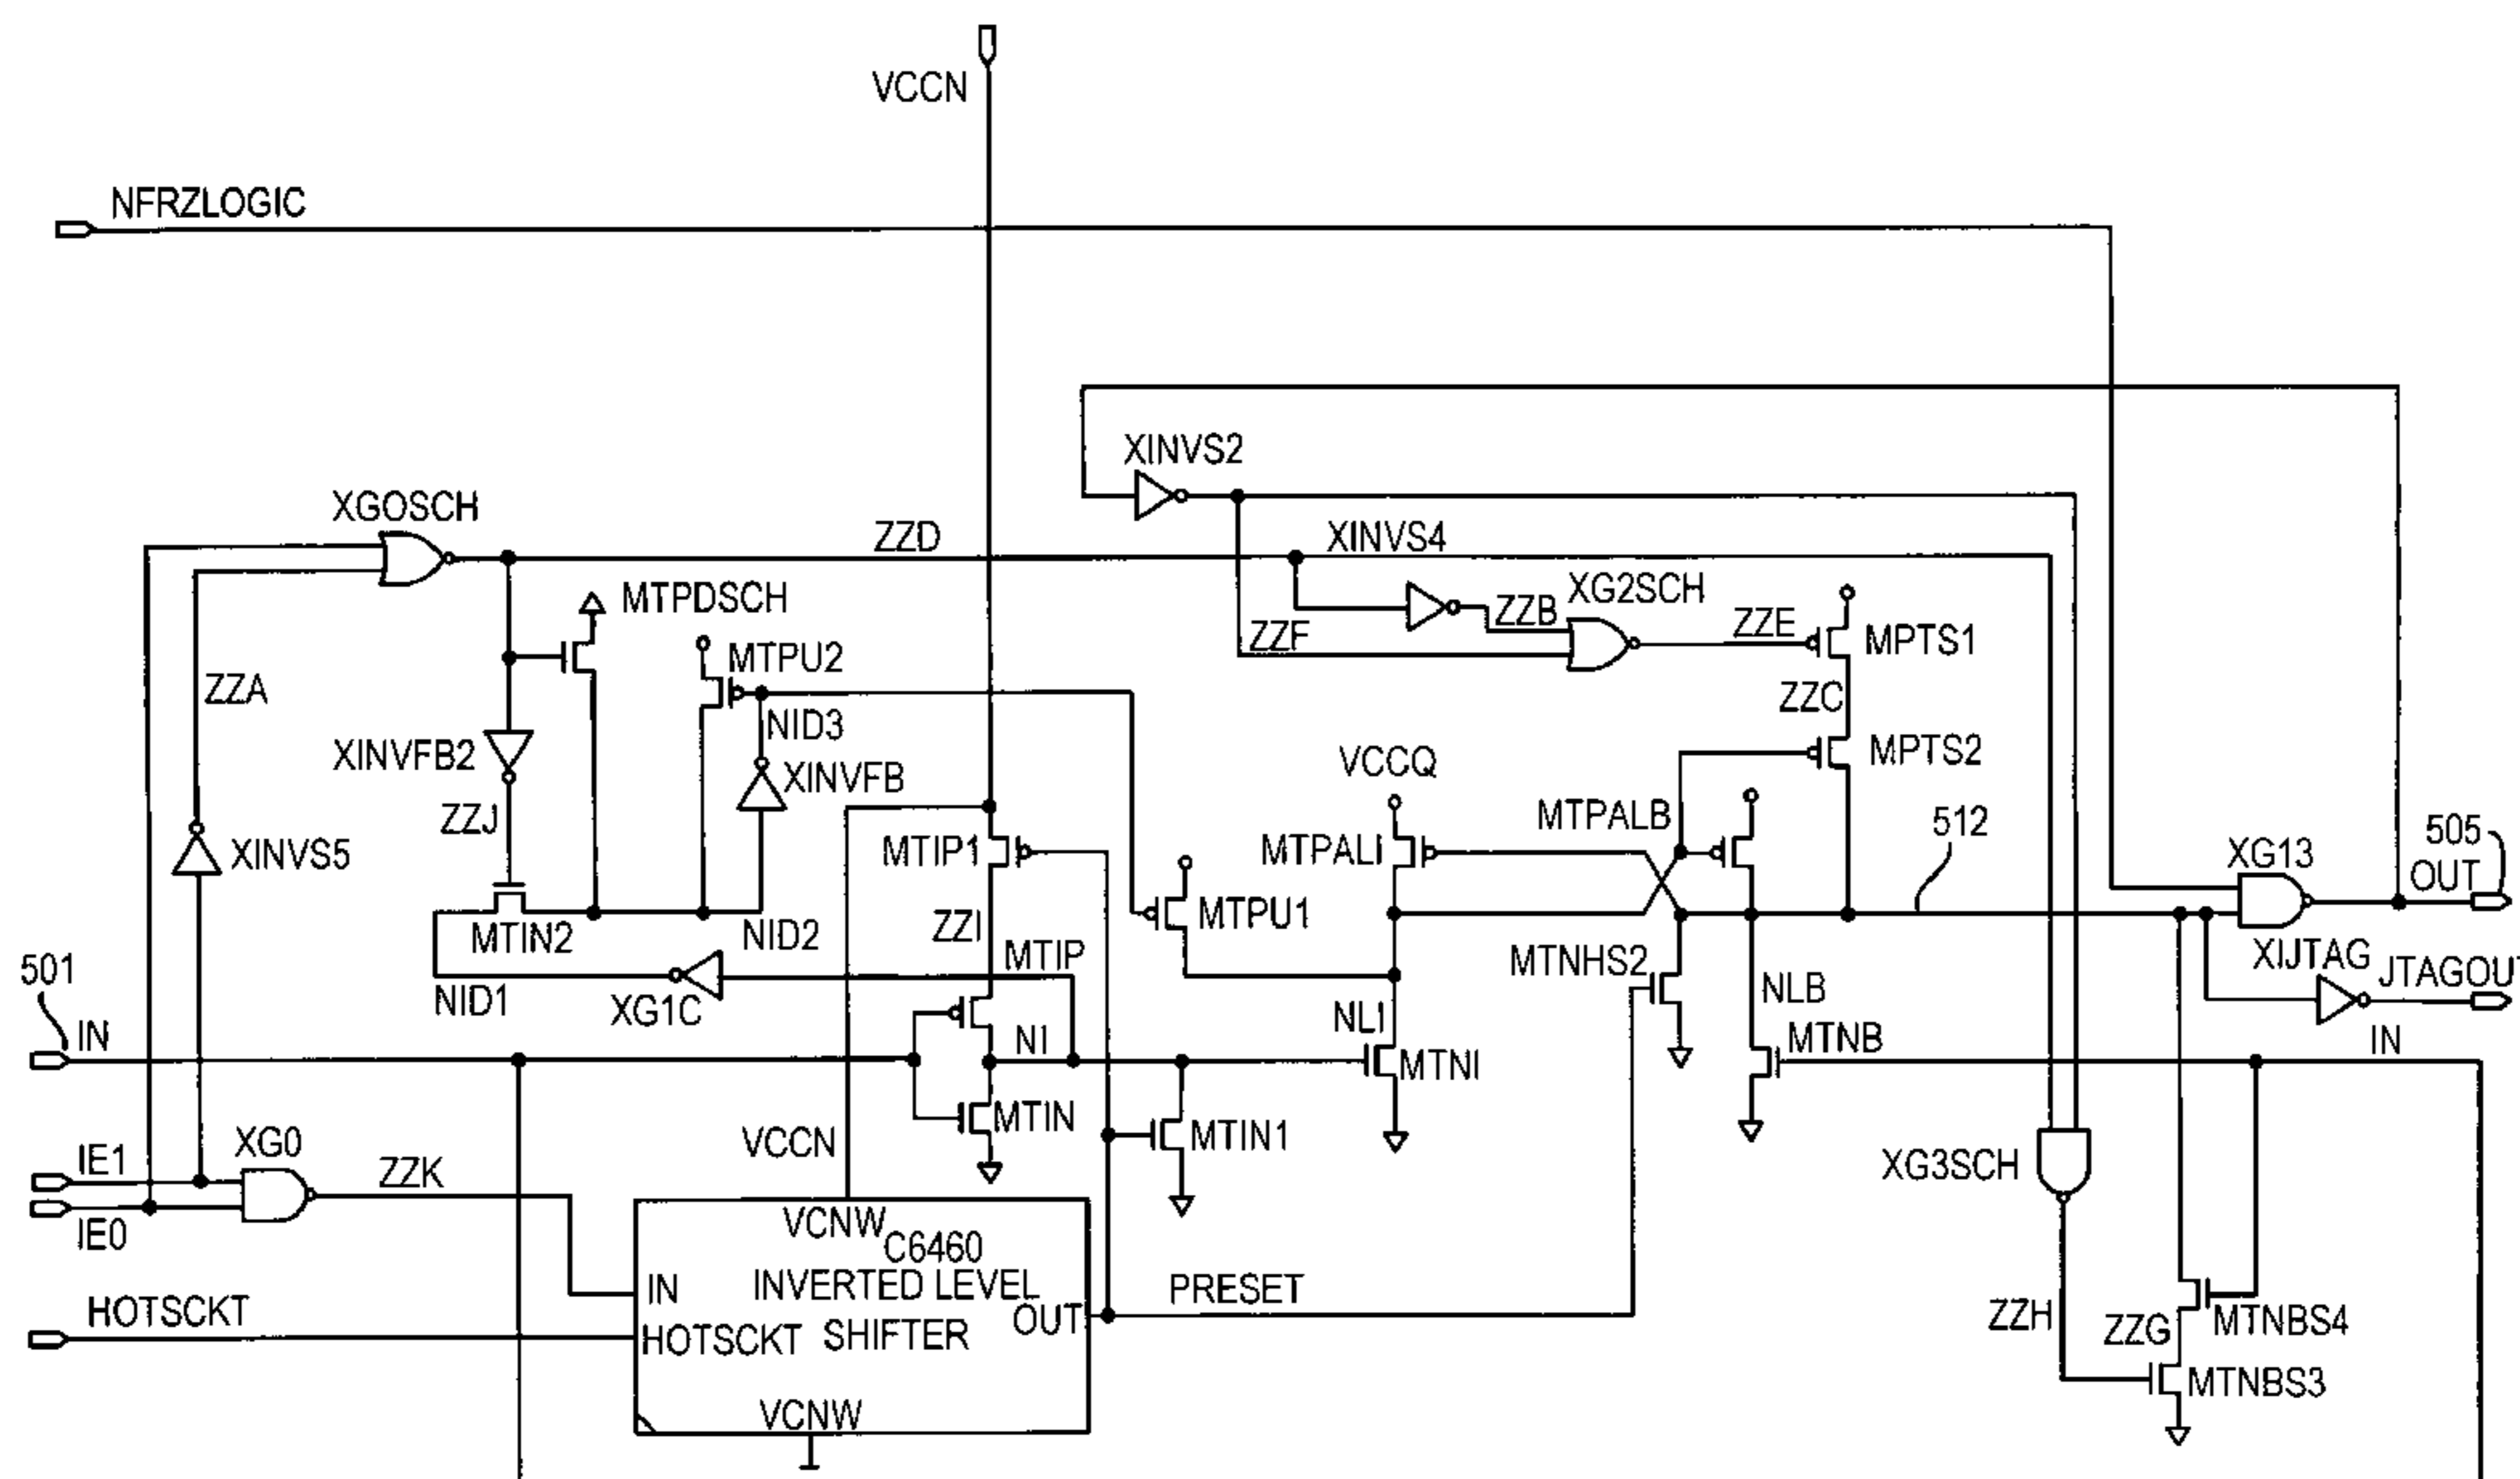 VCCN
NFRZLOGIC
XINVS2
XGOSCH
ZZD
XINVS4
MTPDSCH
XG2SCH
ZZB
ZZE
ZZF
MPTS1
MTPU2
ZZA
ZZC
NID3
XINVFB2
XINVFB
VCCQ
MPTS2
ZZJ
MTPALB
512
505
XINVS5
MTIP1
MTPALI
XG13
OUT
MTPU1
MTIN2
NID2
ZZI
501
MTIP
MTNHS2
XIJTAG
JTAGOUT
NID1
XG1C
NLI
NLB
IN
NI
MTNB
IN
MTNI
MTIN
XG0
VCCN
MTIN1
IE1
ZZK
XG3SCH
IE0
VCNW
C6460
IN
INVERTED LEVEL
PRESET
HOTSCKT
OUT
HOTSCKT
SHIFTER
ZZH
ZZG
MTNBS4
MTNBS3
VCNW